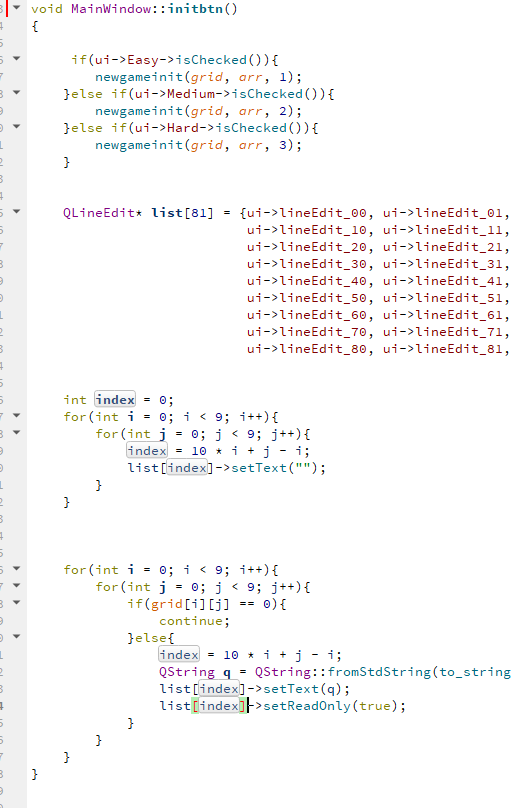 void MainWindow::initbtn()
{
if(ui->Easy->isChecked()){
newgameinit(grid, arr, 1);
}else if(ui->Medium->isChecked()){
newgameinit(grid, arr, 2);
}else if(ui->Hard->isChecked()){
newgameinit(grid, arr, 3);
}
QLineEdit* list[81] = {ui->lineEdit_00, ui->lineEdit_01,
ui->lineEdit_10, ui->lineEdit_11,
ui->lineEdit_20, ui->lineEdit_21,
ui->lineEdit_30, ui->lineEdit_31,
ui->lineEdit_40, ui->lineEdit_41,
ui->lineEdit_50, ui->lineEdit_51,
ui->lineEdit_60, ui->lineEdit_61,
ui->lineEdit_70, ui->lineEdit_71,
ui->lineEdit_80, ui->lineEdit_81,
int index = 0;
for(int i = 0; i < 9; i++){
for(int j = 0; j < 9; j++){
index = 10 * i + j - i;
list[index]->setText("");
}
}
for(int i = 0; i < 9; i++){
for(int j = 0; j < 9; j++){
if(grid[i][j] == 0){
continue;
}else{
index = 10 * i + j - i;
QString q = QString::fromStdString(to_string
list[index]->setText(q);
list[index]->setReadOnly(true);
}
}
}
}